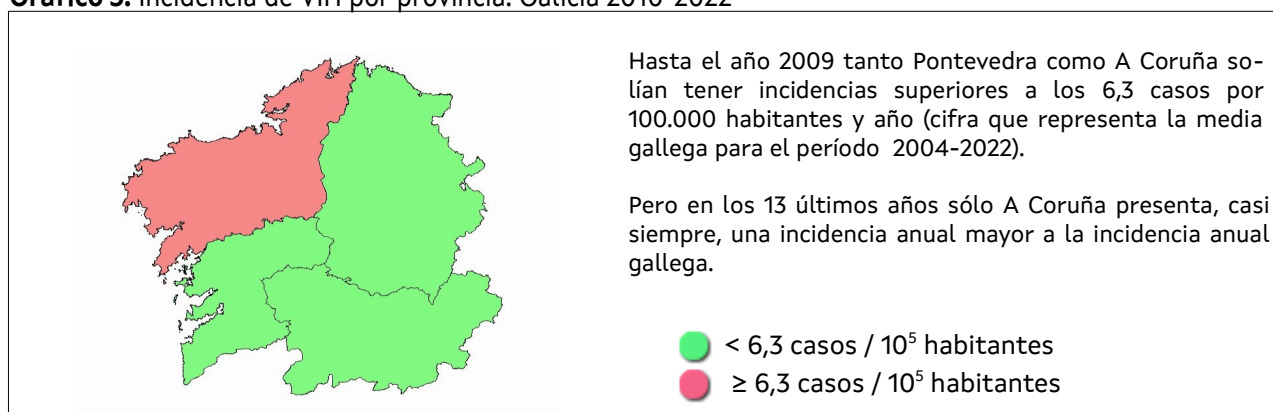 Gráfico 5. Incidencia de VIH por provincia. Galicia 2010-2022
Hasta el año 2009 tanto Pontevedra como A Coruña so-
lían tener incidencias superiores a los 6,3 casos por
100.000 habitantes y año (cifra que representa la media
gallega para el período 2004-2022).
Pero en los 13 últimos años sólo A Coruña presenta, casi
siempre, una incidencia anual mayor a la incidencia anual
gallega.
< 6,3 casos / 10⁵ habitantes
≥ 6,3 casos / 10⁵ habitantes